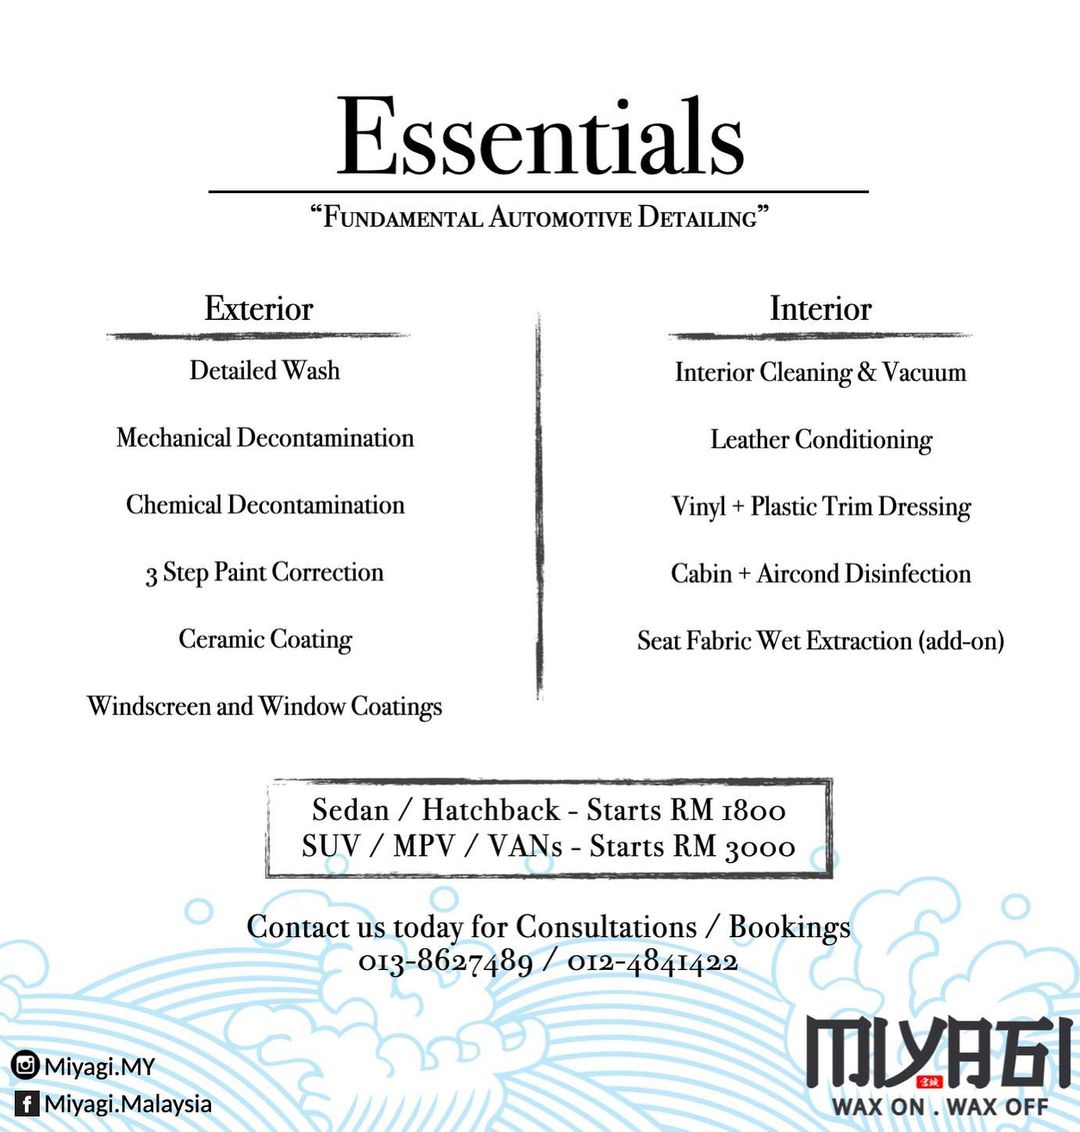 Essentials
“Fundamental Automotive Detailing”
Exterior
Detailed Wash
Mechanical Decontamination
Chemical Decontamination
3 Step Paint Correction
Ceramic Coating
Windscreen and Window Coatings
Interior
Interior Cleaning & Vacuum
Leather Conditioning
Vinyl + Plastic Trim Dressing
Cabin + Aircond Disinfection
Seat Fabric Wet Extraction (add-on)
Sedan / Hatchback - Starts RM 1800
SUV / MPV / VANs - Starts RM 3000
Contact us today for Consultations / Bookings
013-8627489 / 012-4841422
Miyagi.MY
Miyagi.Malaysia
MIYAGI
宮城
WAX ON . WAX OFF